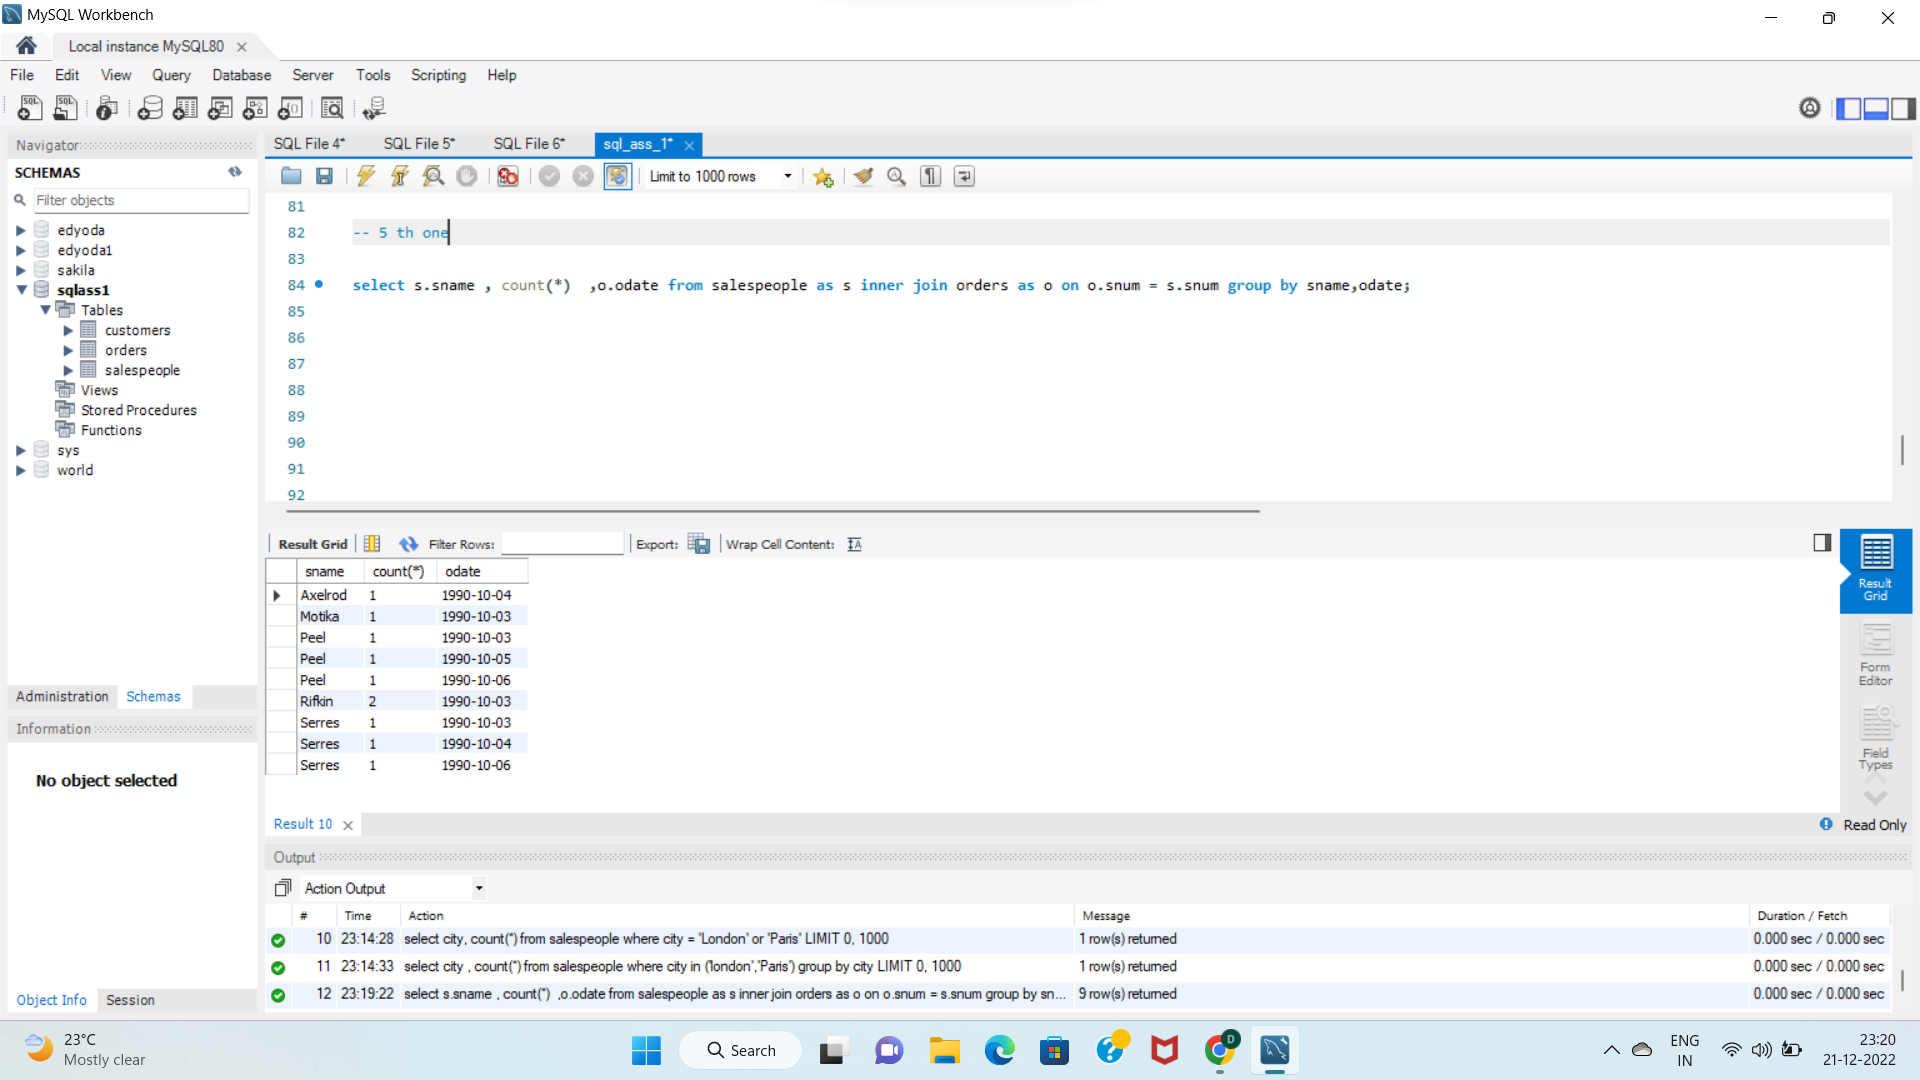 MySQL Workbench
Local instance MySQL80
File Edit View Query Database Server Tools Scripting Help
Navigator
SCHEMAS
Filter objects
edyoda
edyoda1
sakila
sqlass1
Tables
customers
orders
salespeople
Views
Stored Procedures
Functions
sys
world
Administration Schemas
Information
No object selected
Object Info Session
SQL File 4* SQL File 5* SQL File 6* sql_ass_1*
Limit to 1000 rows
81
82 -- 5 th one
83
84 select s.sname , count(*) ,o.odate from salespeople as s inner join orders as o on o.snum = s.snum group by sname,odate;
85
86
87
88
89
90
91
92
Result Grid Filter Rows: Export: Wrap Cell Content:
sname count(*) odate
Axelrod 1 1990-10-04
Motika 1 1990-10-03
Peel 1 1990-10-03
Peel 1 1990-10-05
Peel 1 1990-10-06
Rifkin 2 1990-10-03
Serres 1 1990-10-03
Serres 1 1990-10-04
Serres 1 1990-10-06
Result Grid
Form Editor
Field Types
Result 10
Read Only
Output
Action Output
# Time Action Message Duration / Fetch
10 23:14:28 select city, count(*) from salespeople where city = 'London' or 'Paris' LIMIT 0, 1000 1 row(s) returned 0.000 sec / 0.000 sec
11 23:14:33 select city , count(*) from salespeople where city in ('london','Paris') group by city LIMIT 0, 1000 1 row(s) returned 0.000 sec / 0.000 sec
12 23:19:22 select s.sname , count(*) ,o.odate from salespeople as s inner join orders as o on o.snum = s.snum group by sn... 9 row(s) returned 0.000 sec / 0.000 sec
23°C
Mostly clear
Search
ENG
IN
23:20
21-12-2022